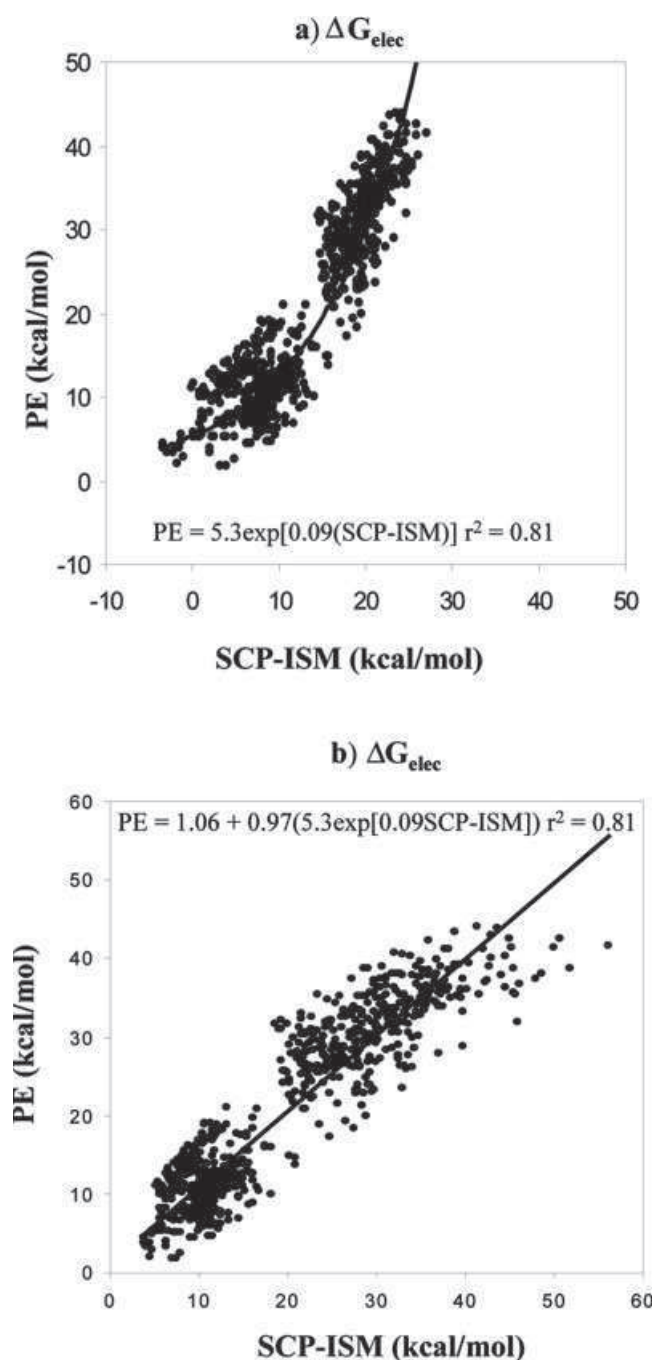 a) ΔG_elec
50
40
30
20
10
0
-10
PE (kcal/mol)
PE = 5.3exp[0.09(SCP-ISM)] r² = 0.81
-10 0 10 20 30 40 50
SCP-ISM (kcal/mol)
b) ΔG_elec
PE = 1.06 + 0.97(5.3exp[0.09SCP-ISM]) r² = 0.81
60
50
40
30
20
10
0
PE (kcal/mol)
0 10 20 30 40 50 60
SCP-ISM (kcal/mol)